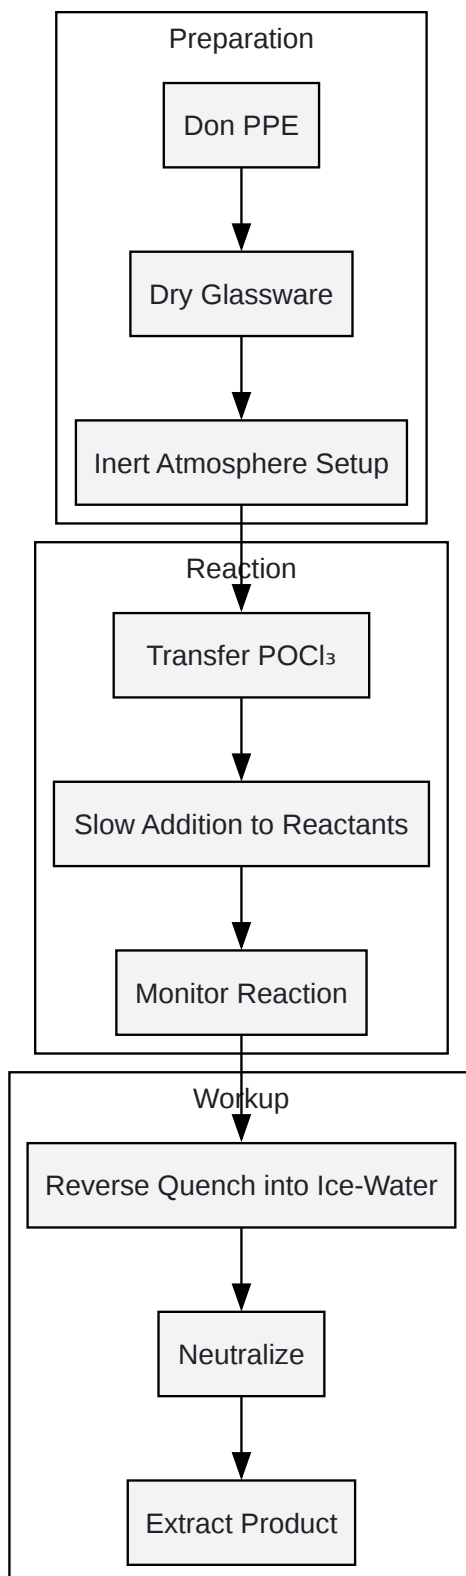 Preparation
Don PPE
Dry Glassware
Inert Atmosphere Setup
Reaction
Transfer POCl₃
Slow Addition to Reactants
Monitor Reaction
Workup
Reverse Quench into Ice-Water
Neutralize
Extract Product